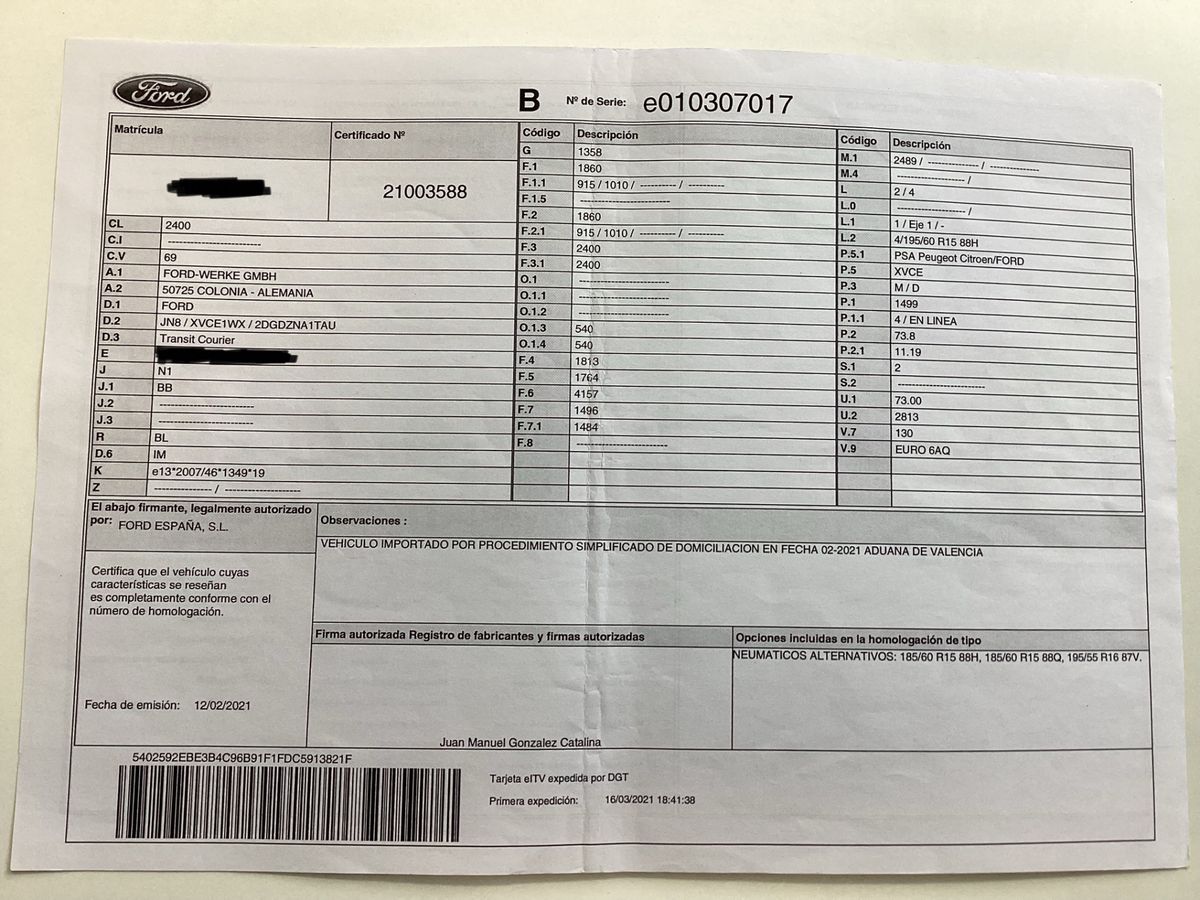 Ford
B Nº de Serie: e010307017
Matrícula
Certificado Nº
21003588
CL 2400
C.I ------------------------
C.V 69
A.1 FORD-WERKE GMBH
A.2 50725 COLONIA - ALEMANIA
D.1 FORD
D.2 JN8 / XVCE1WX / 2DGDZNA1TAU
D.3 Transit Courier
E
J N1
J.1 BB
J.2 ------------------------
J.3 ------------------------
R BL
D.6 IM
K e13*2007/46*1349*19
Z --------------- / --------------------
Código Descripción
G 1358
F.1 1860
F.1.1 915 / 1010 / ---------- / ----------
F.1.5 ------------------------
F.2 1860
F.2.1 915 / 1010 / ---------- / ----------
F.3 2400
F.3.1 2400
O.1 ------------------------
O.1.1 ------------------------
O.1.2 ------------------------
O.1.3 540
O.1.4 540
F.4 1813
F.5 1764
F.6 4157
F.7 1496
F.7.1 1484
F.8 ------------------------
Código Descripción
M.1 2489 / -------------- / --------------
M.4 ------------------- /
L 2 / 4
L.0 ------------------- /
L.1 1 / Eje 1 / -
L.2 4/195/60 R15 88H
P.5.1 PSA Peugeot Citroen/FORD
P.5 XVCE
P.3 M / D
P.1 1499
P.1.1 4 / EN LINEA
P.2 73.8
P.2.1 11.19
S.1 2
S.2 ------------------------
U.1 73.00
U.2 2813
V.7 130
V.9 EURO 6AQ
El abajo firmante, legalmente autorizado
por: FORD ESPAÑA, S.L.
Certifica que el vehículo cuyas
características se reseñan
es completamente conforme con el
número de homologación.
Fecha de emisión: 12/02/2021
Observaciones :
VEHICULO IMPORTADO POR PROCEDIMIENTO SIMPLIFICADO DE DOMICILIACION EN FECHA 02-2021 ADUANA DE VALENCIA
Firma autorizada Registro de fabricantes y firmas autorizadas
Juan Manuel Gonzalez Catalina
Opciones incluidas en la homologación de tipo
NEUMATICOS ALTERNATIVOS: 185/60 R15 88H, 185/60 R15 88Q, 195/55 R16 87V.
5402592EBE3B4C96B91F1FDC5913821F
Tarjeta eITV expedida por DGT
Primera expedición: 16/03/2021 18:41:38